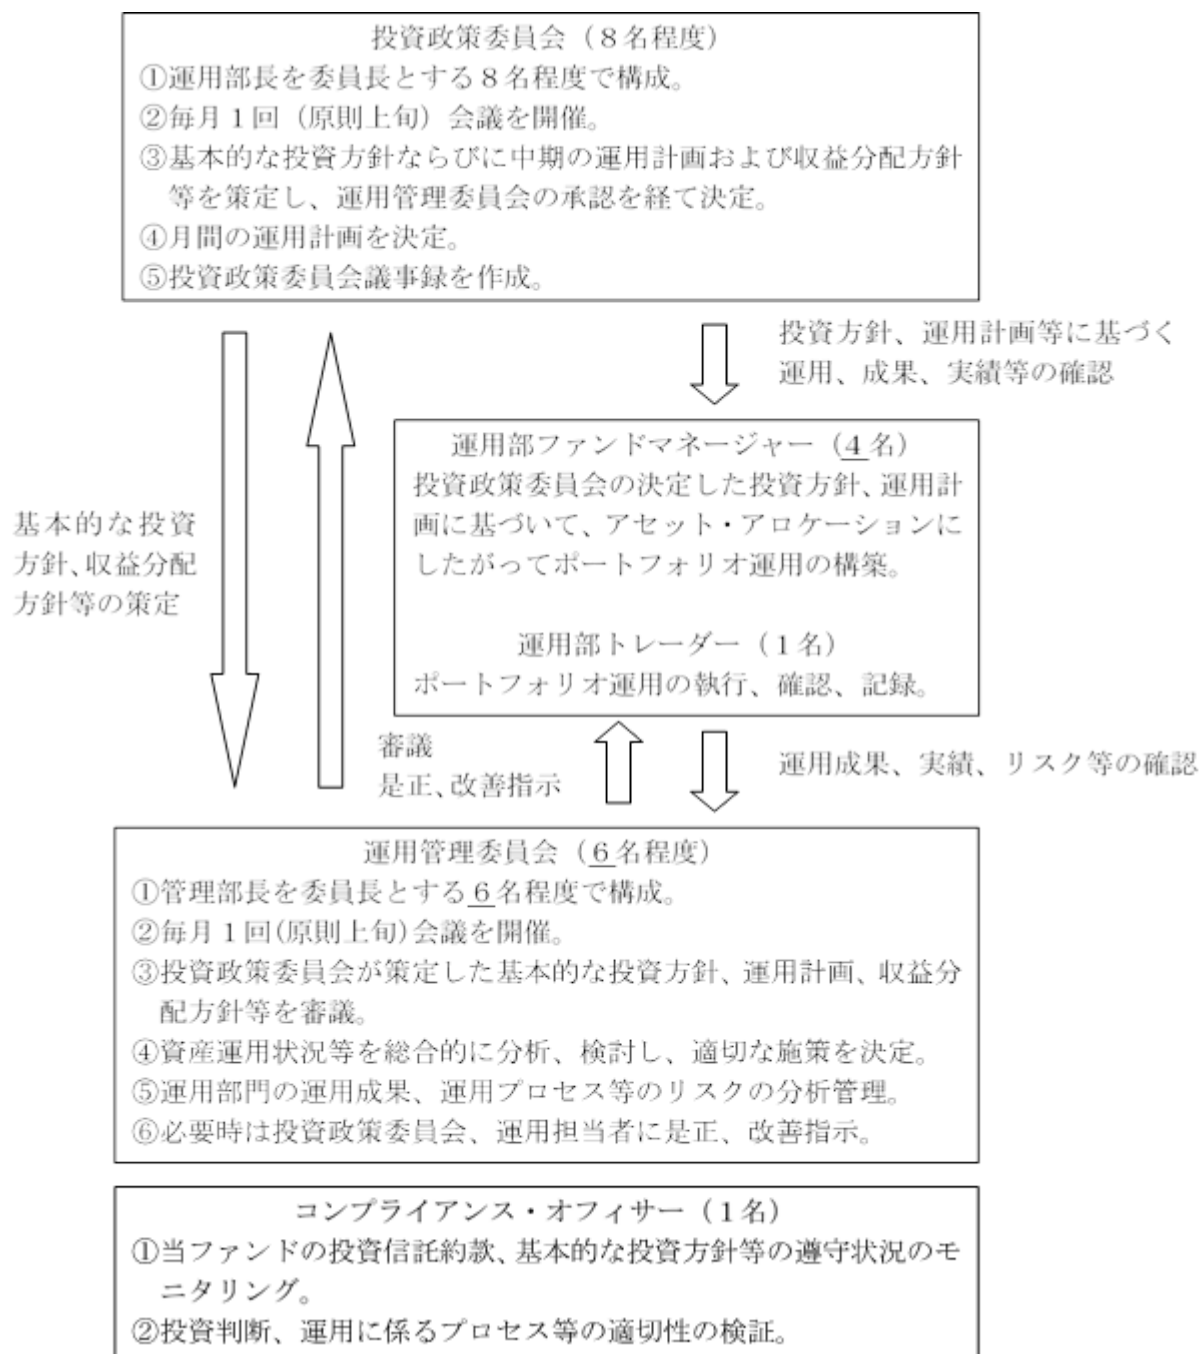 投資政策委員会（８名程度）
①運用部長を委員長とする８名程度で構成。
②毎月１回（原則上旬）会議を開催。
③基本的な投資方針ならびに中期の運用計画および収益分配方針
等を策定し、運用管理委員会の承認を経て決定。
④月間の運用計画を決定。
⑤投資政策委員会議事録を作成。
投資方針、運用計画等に基づく
運用、成果、実績等の確認
運用部ファンドマネージャー（４名）
投資政策委員会の決定した投資方針、運用計
画に基づいて、アセット・アロケーションに
したがってポートフォリオ運用の構築。
運用部トレーダー（１名）
ポートフォリオ運用の執行、確認、記録。
基本的な投資
方針、収益分配
方針等の策定
審議
是正、改善指示
運用成果、実績、リスク等の確認
運用管理委員会（６名程度）
①管理部長を委員長とする６名程度で構成。
②毎月１回(原則上旬)会議を開催。
③投資政策委員会が策定した基本的な投資方針、運用計画、収益分
配方針等を審議。
④資産運用状況等を総合的に分析、検討し、適切な施策を決定。
⑤運用部門の運用成果、運用プロセス等のリスクの分析管理。
⑥必要時は投資政策委員会、運用担当者に是正、改善指示。
コンプライアンス・オフィサー（１名）
①当ファンドの投資信託約款、基本的な投資方針等の遵守状況のモ
ニタリング。
②投資判断、運用に係るプロセス等の適切性の検証。